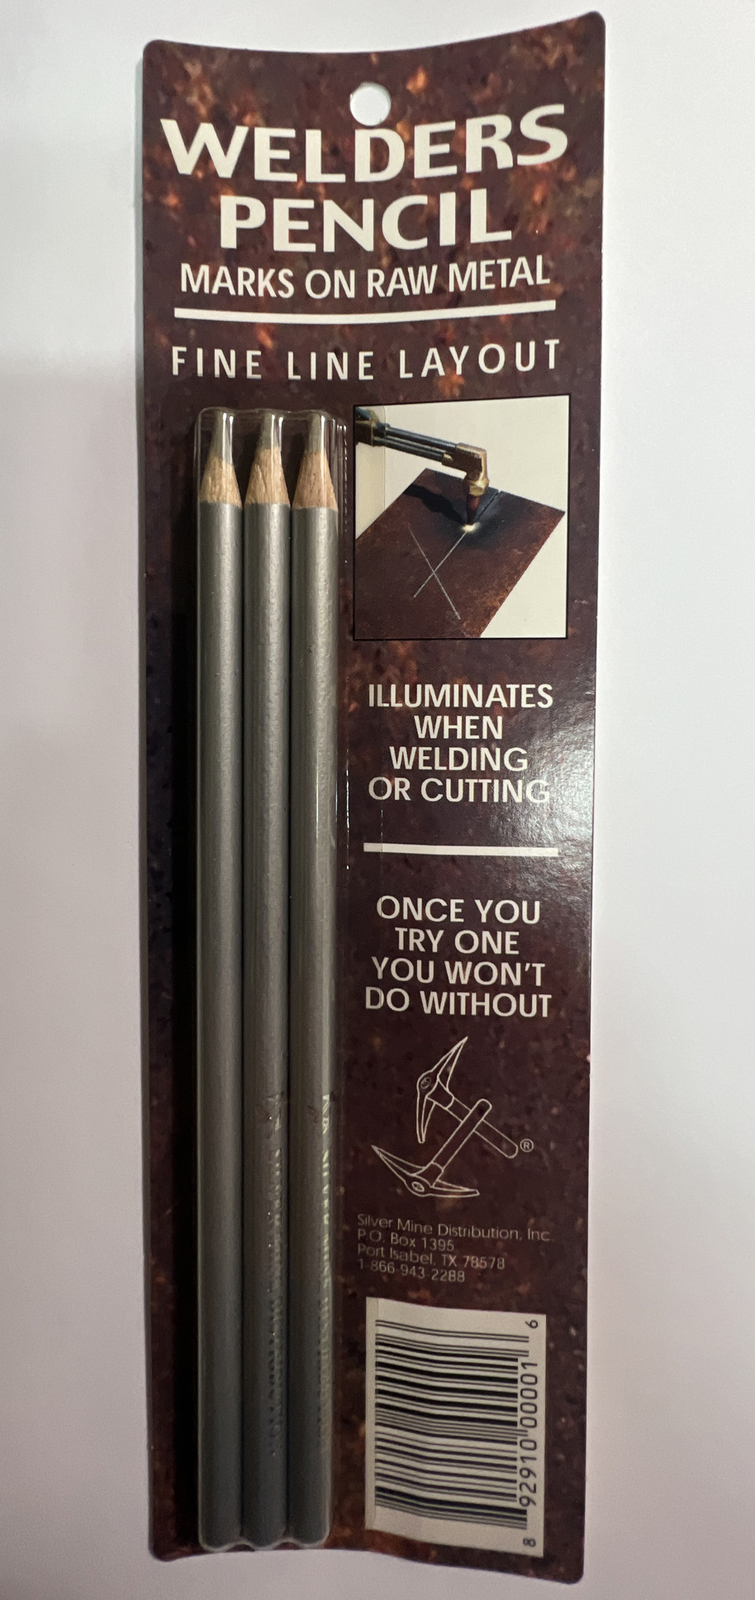 WELDERS
PENCIL
MARKS ON RAW METAL
FINE LINE LAYOUT
ILLUMINATES
WHEN
WELDING
OR CUTTING
ONCE YOU
TRY ONE
YOU WON'T
DO WITHOUT
®
Silver Mine Distribution, Inc
P.O. Box 1395
Port Isabel, TX 78578
1-866-943-2288
8 92910 00001 6
SILVER